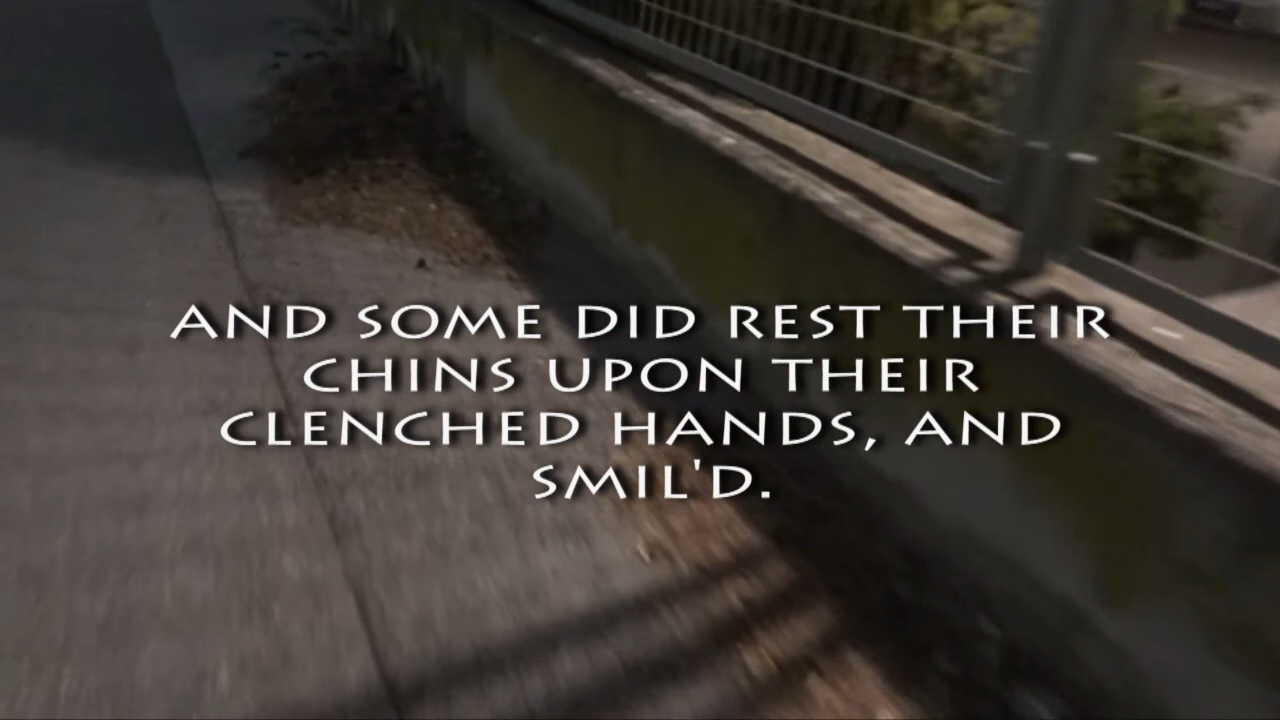 AND SOME DID REST THEIR
CHINS UPON THEIR
CLENCHED HANDS, AND
SMIL'D.